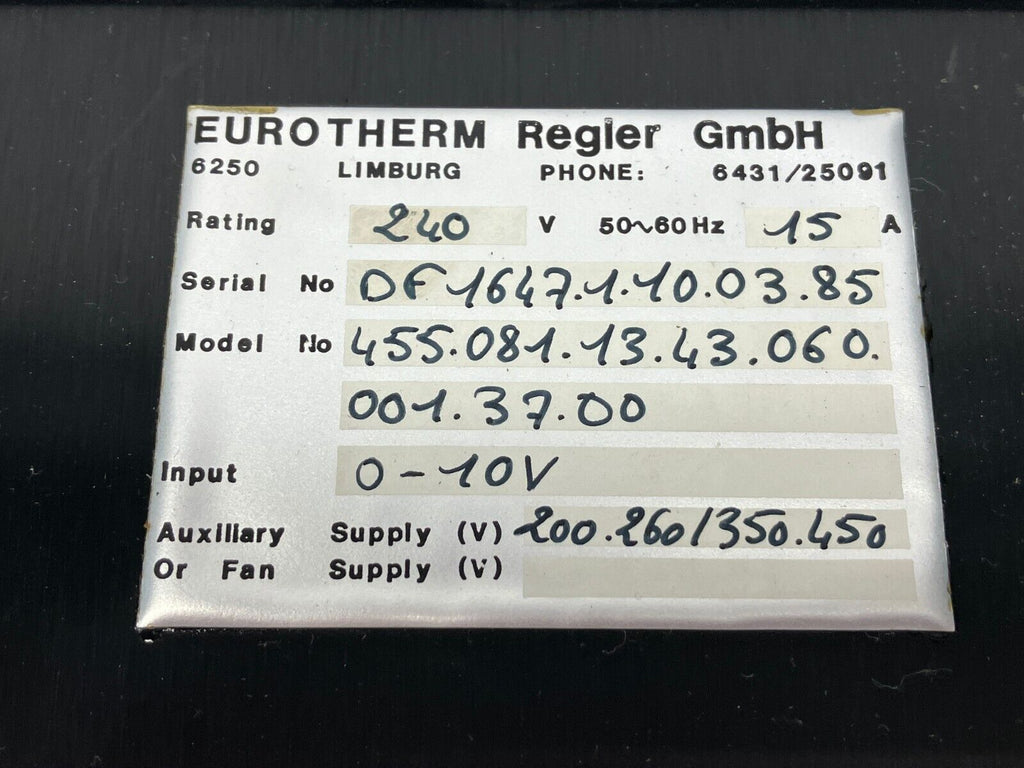 EUROTHERM Regler GmbH
6250 LIMBURG PHONE: 6431/25091
Rating 240 V 50~60Hz 15 A
Serial No DF1647.1.10.03.85
Model No 455.081.13.43.060.
001.37.00
Input 0-10V
Auxiliary Supply (V) 200.260/350.450
Or Fan Supply (V)